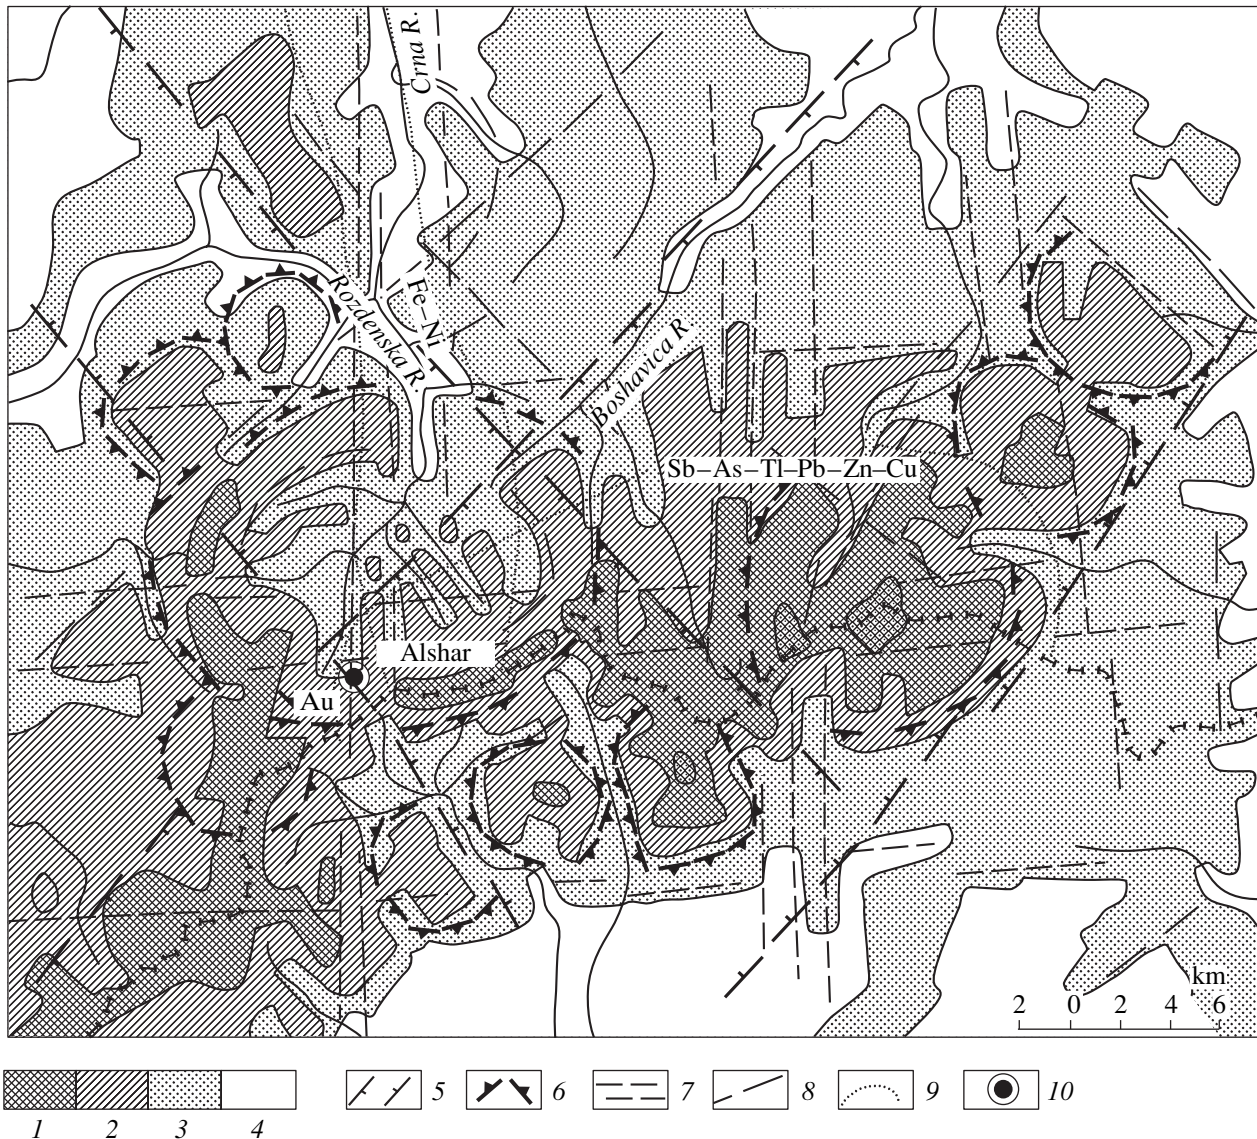 Crna R.
Rozdenska R
Fe–Ni
Boshavica R
Sb–As–Tl–Pb–Zn–Cu
Alshar
Au
km
2 0 2 4 6
5 6 7 8 9 10
1 2 3 4